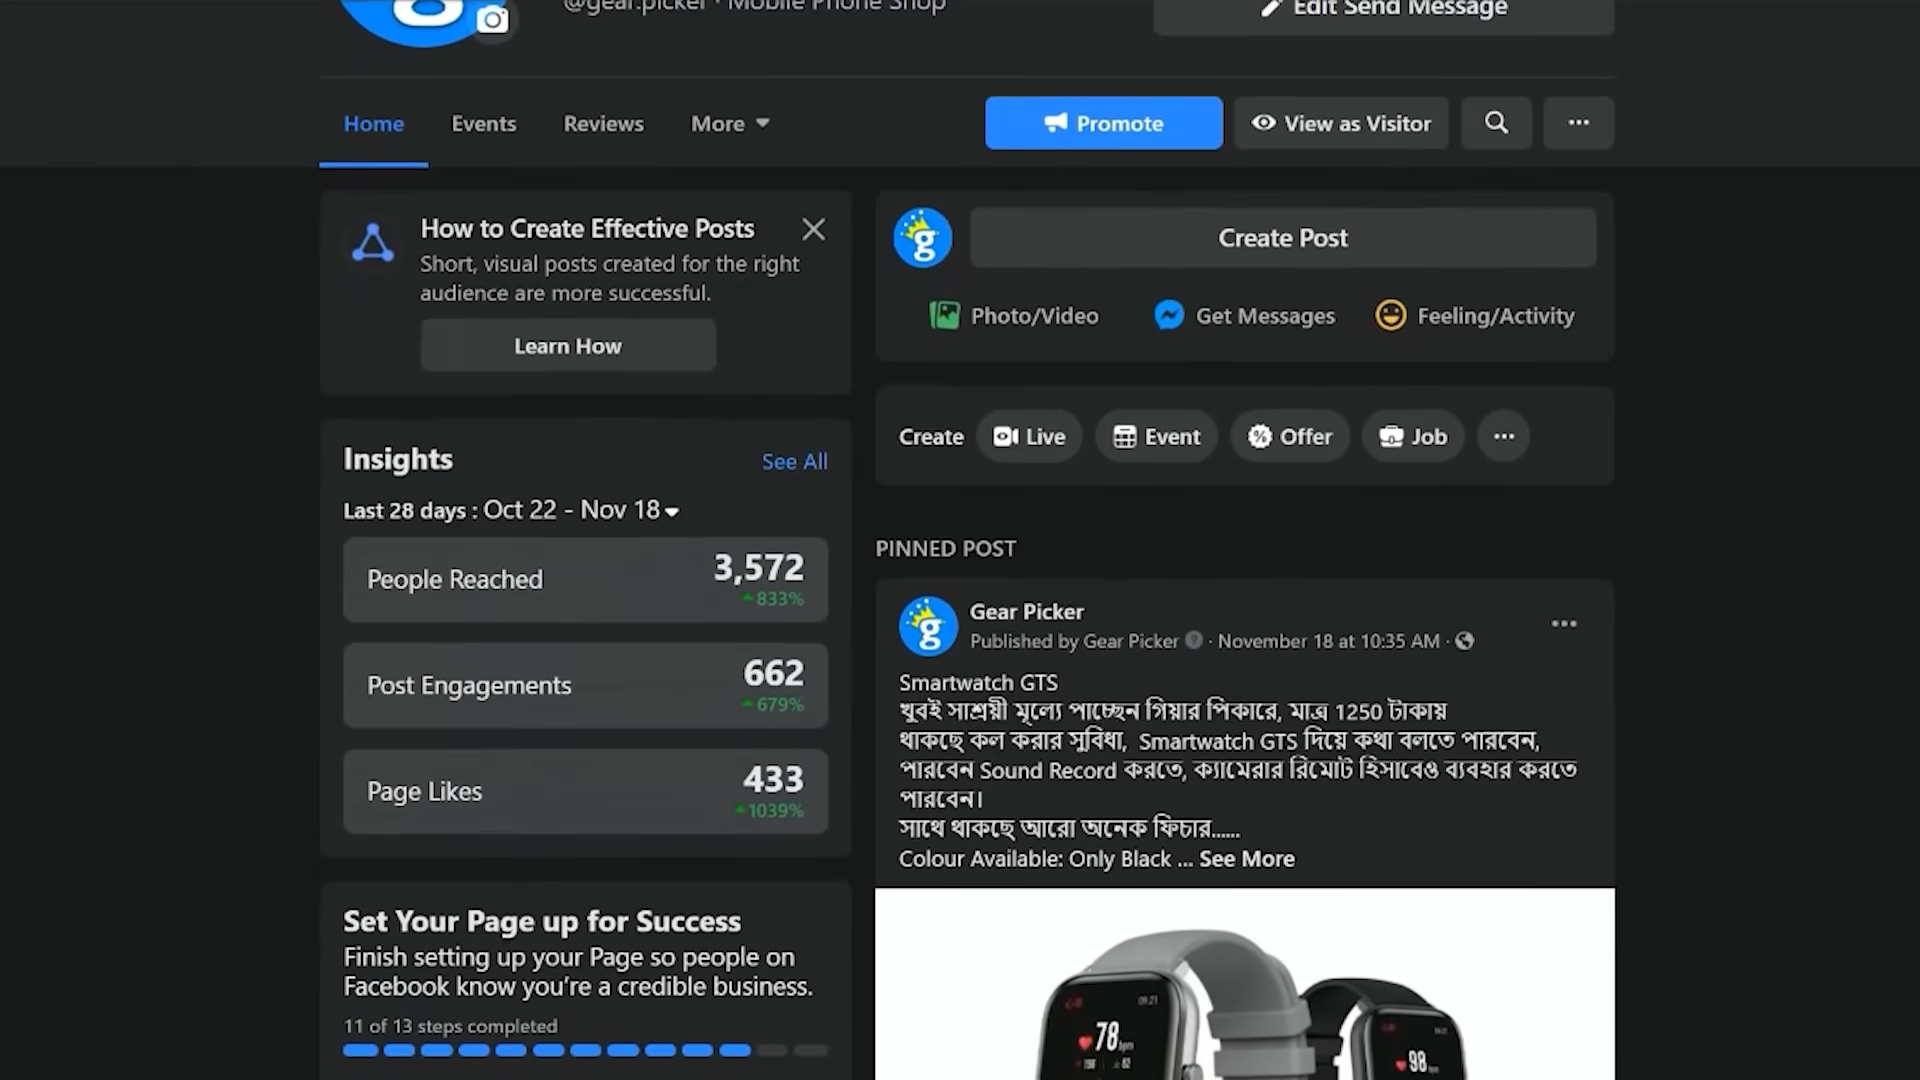 @gear.picker · Mobile Phone Shop
Edit Send Message
Home
Events
Reviews
More
Promote
View as Visitor
How to Create Effective Posts
Short, visual posts created for the right
audience are more successful.
Learn How
Insights
See All
Last 28 days : Oct 22 - Nov 18
People Reached
3,572
833%
Post Engagements
662
679%
Page Likes
433
1039%
Set Your Page up for Success
Finish setting up your Page so people on
Facebook know you’re a credible business.
11 of 13 steps completed
g
Create Post
Photo/Video
Get Messages
Feeling/Activity
Create
Live
Event
Offer
Job
PINNED POST
g
Gear Picker
Published by Gear Picker · November 18 at 10:35 AM ·
Smartwatch GTS
খুবই সাশ্রয়ী মূল্যে পাচ্ছেন গিয়ার পিকারে, মাত্র 1250 টাকায়
থাকছে কল করার সুবিধা, Smartwatch GTS দিয়ে কথা বলতে পারবেন,
পারবেন Sound Record করতে, ক্যামেরার রিমোট হিসাবেও ব্যবহার করতে
পারবেন।
সাথে থাকছে আরো অনেক ফিচার......
Colour Available: Only Black ... See More
09:21
78 bpm
98